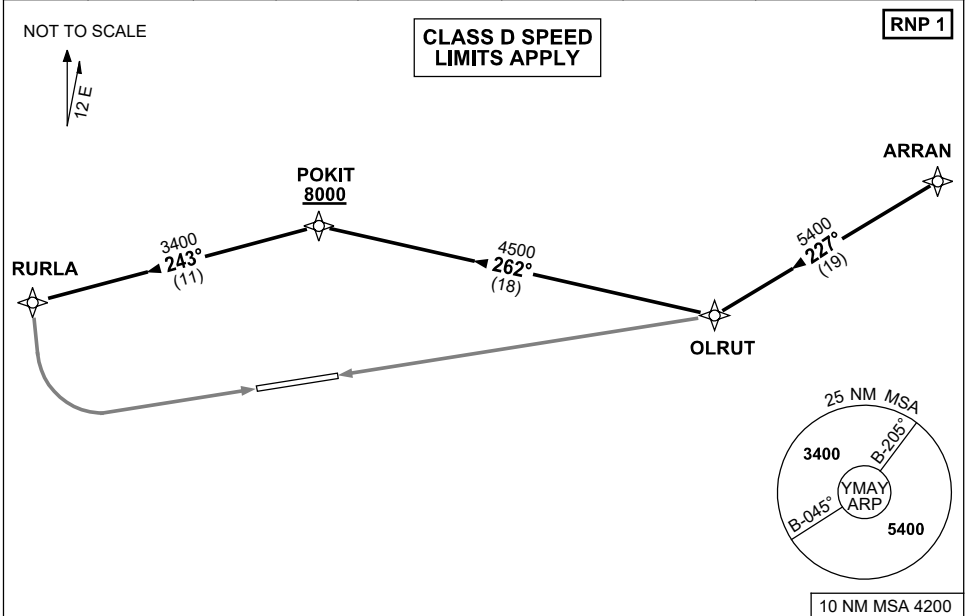 NOT TO SCALE
12 E
CLASS D SPEED
LIMITS APPLY
RNP 1
ARRAN
POKIT
8000
5400
227°
(19)
3400
243°
(11)
4500
262°
(18)
RURLA
OLRUT
25 NM MSA
3400
B-205°
YMAY
ARP
B-045°
5400
10 NM MSA 4200